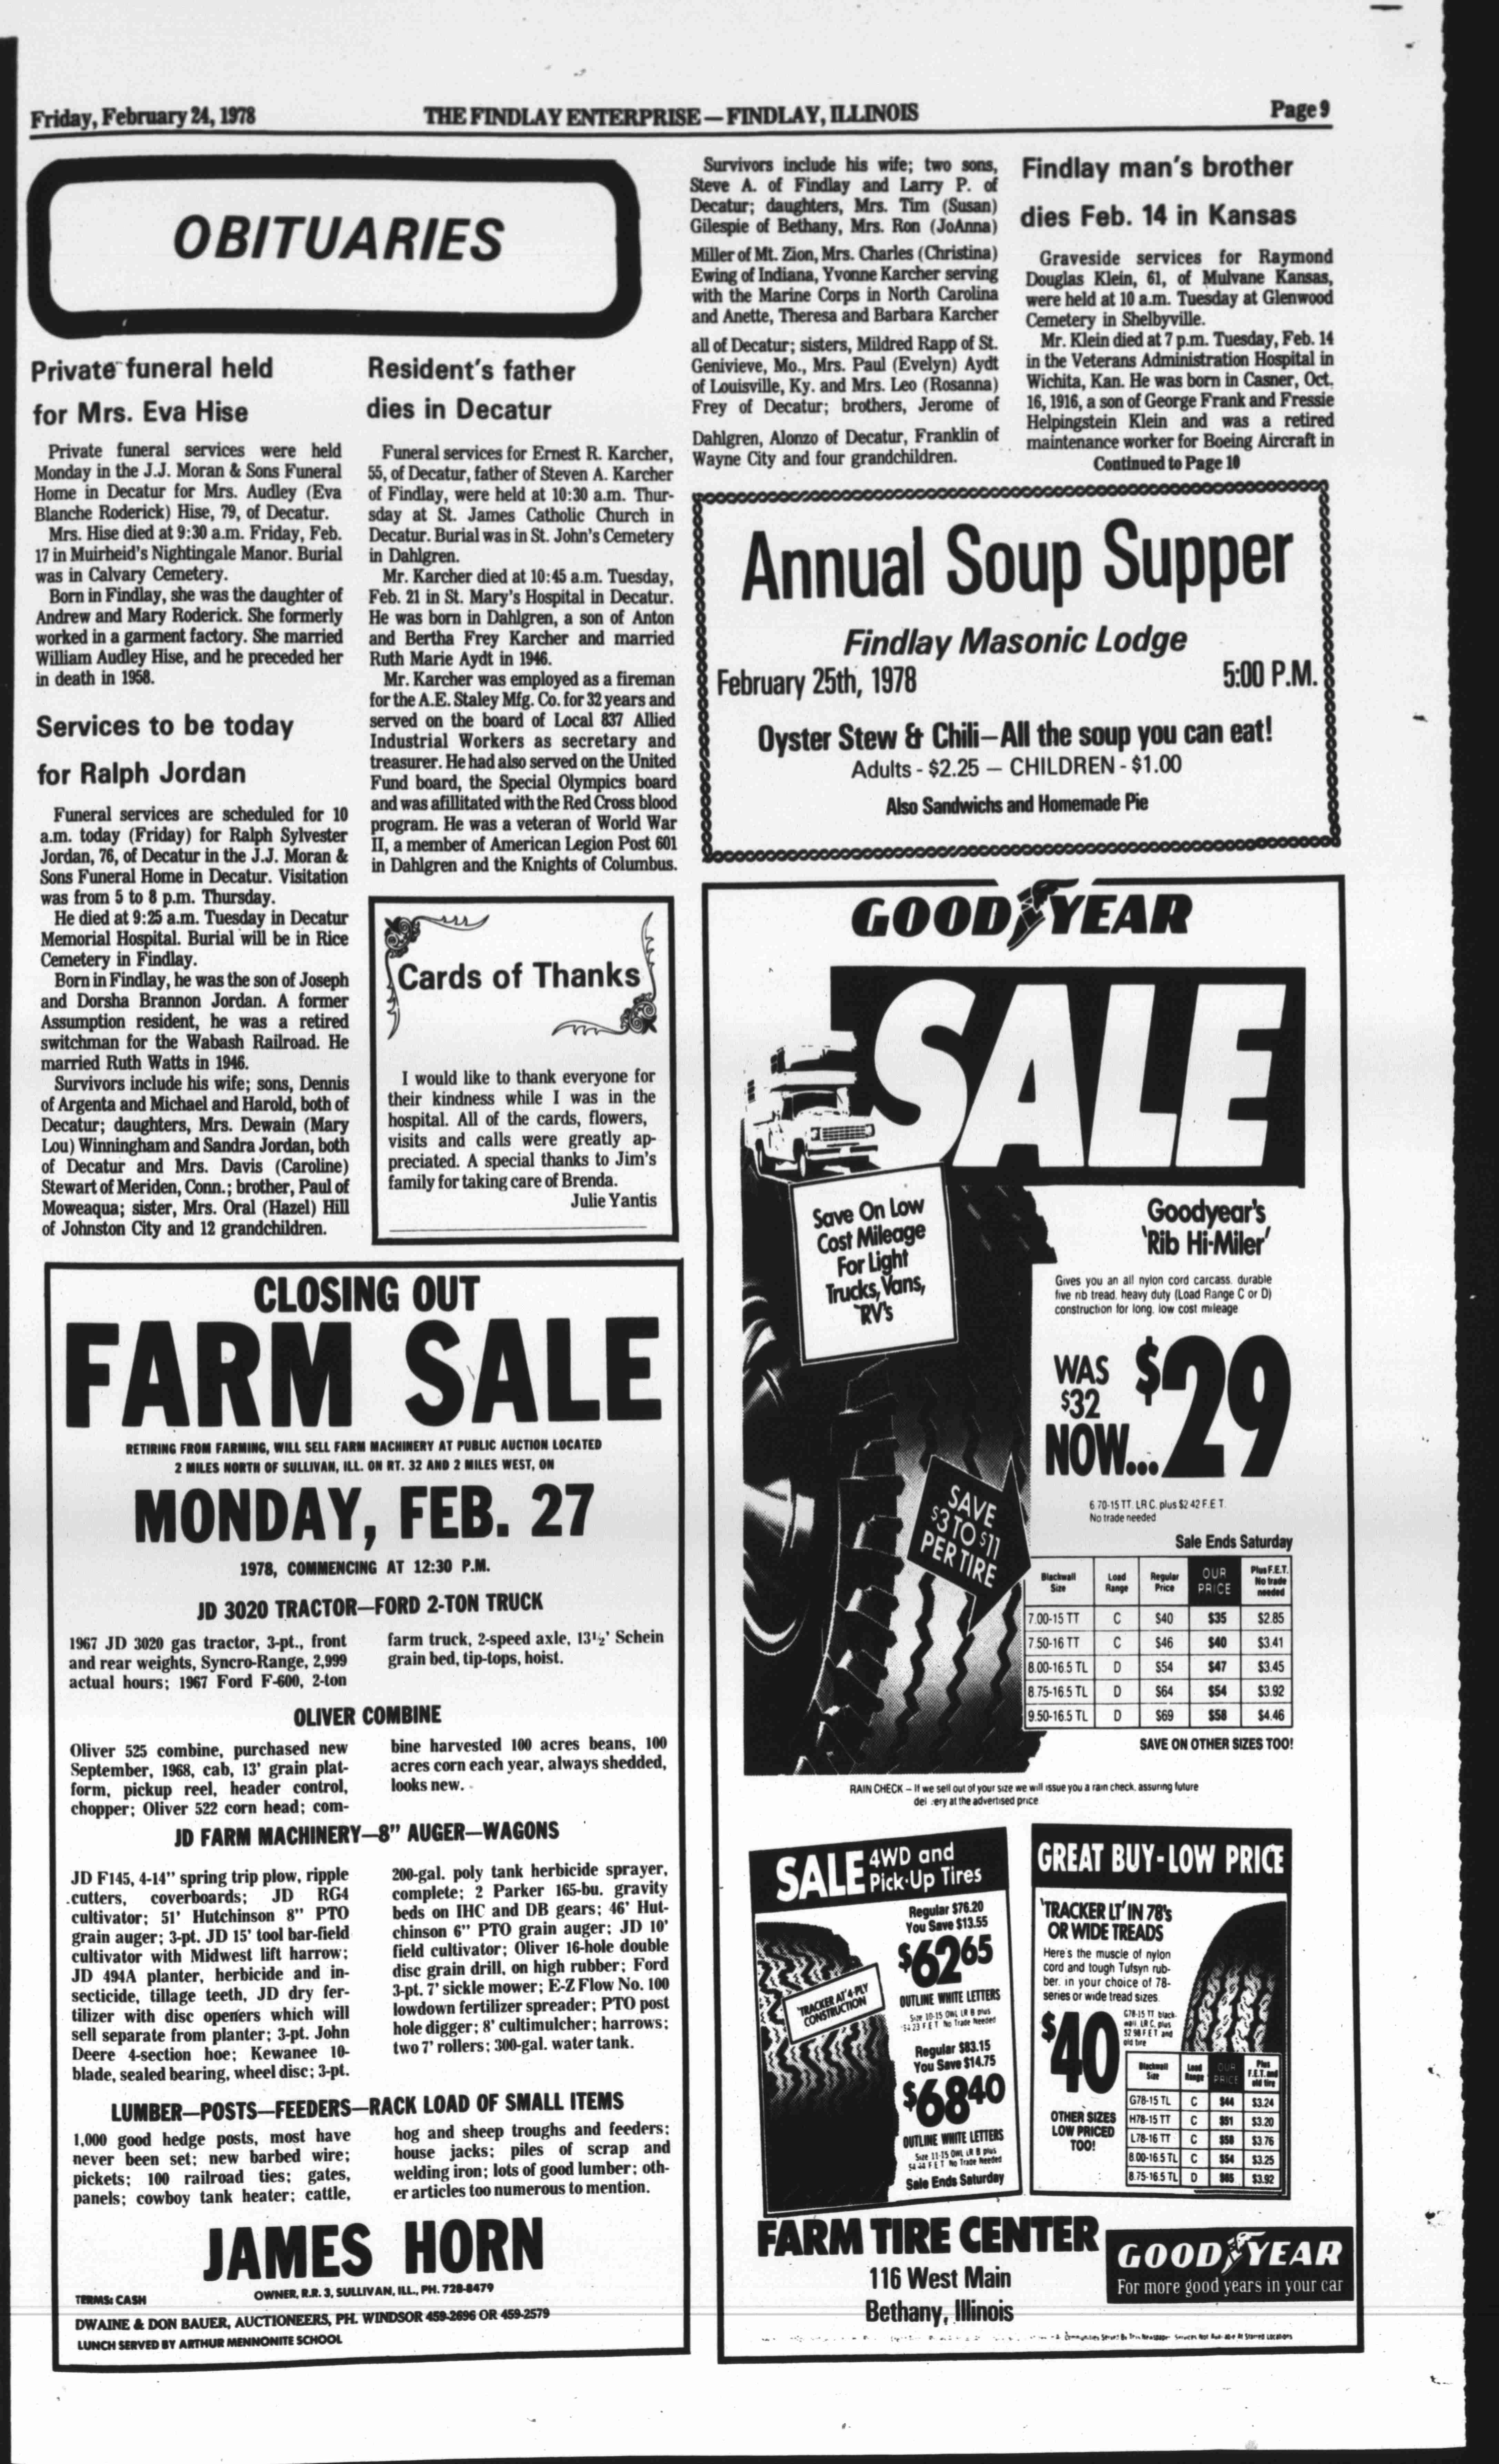 Friday, February 24, 1978
THE FINDLAY ENTERPRISE — FINDLAY, ILLINOIS
Page 9
OBITUARIES
Private funeral held
for Mrs. Eva Hise
Private funeral services were held
Monday in the J.J. Moran & Sons Funeral
Home in Decatur for Mrs. Audley (Eva
Blanche Roderick) Hise, 79, of Decatur.
Mrs. Hise died at 9:30 a.m. Friday, Feb.
17 in Muirheid's Nightingale Manor. Burial
was in Calvary Cemetery.
Born in Findlay, she was the daughter of
Andrew and Mary Roderick. She formerly
worked in a garment factory. She married
William Audley Hise, and he preceded her
in death in 1958.
Services to be today
for Ralph Jordan
Funeral services are scheduled for 10
a.m. today (Friday) for Ralph Sylvester
Jordan, 76, of Decatur in the J.J. Moran &
Sons Funeral Home in Decatur. Visitation
was from 5 to 8 p.m. Thursday.
He died at 9:25 a.m. Tuesday in Decatur
Memorial Hospital. Burial will be in Rice
Cemetery in Findlay.
Born in Findlay, he was the son of Joseph
and Dorsha Brannon Jordan. A former
Assumption resident, he was a retired
switchman for the Wabash Railroad. He
married Ruth Watts in 1946.
Survivors include his wife; sons, Dennis
of Argenta and Michael and Harold, both of
Decatur; daughters, Mrs. Dewain (Mary
Lou) Winningham and Sandra Jordan, both
of Decatur and Mrs. Davis (Caroline)
Stewart of Meriden, Conn.; brother, Paul of
Moweaqua; sister, Mrs. Oral (Hazel) Hill
of Johnston City and 12 grandchildren.
Resident's father
dies in Decatur
Funeral services for Ernest R. Karcher,
55, of Decatur, father of Steven A. Karcher
of Findlay, were held at 10:30 a.m. Thur-
sday at St. James Catholic Church in
Decatur. Burial was in St. John's Cemetery
in Dahlgren.
Mr. Karcher died at 10:45 a.m. Tuesday,
Feb. 21 in St. Mary's Hospital in Decatur.
He was born in Dahlgren, a son of Anton
and Bertha Frey Karcher and married
Ruth Marie Aydt in 1946.
Mr. Karcher was employed as a fireman
for the A.E. Staley Mfg. Co. for 32 years and
served on the board of Local 837 Allied
Industrial Workers as secretary and
treasurer. He had also served on the United
Fund board, the Special Olympics board
and was afillitated with the Red Cross blood
program. He was a veteran of World War
II, a member of American Legion Post 601
in Dahlgren and the Knights of Columbus.
Survivors include his wife; two sons,
Steve A. of Findlay and Larry P. of
Decatur; daughters, Mrs. Tim (Susan)
Gilespie of Bethany, Mrs. Ron (JoAnna)
Miller of Mt. Zion, Mrs. Charles (Christina)
Ewing of Indiana, Yvonne Karcher serving
with the Marine Corps in North Carolina
and Anette, Theresa and Barbara Karcher
all of Decatur; sisters, Mildred Rapp of St.
Genivieve, Mo., Mrs. Paul (Evelyn) Aydt
of Louisville, Ky. and Mrs. Leo (Rosanna)
Frey of Decatur; brothers, Jerome of
Dahlgren, Alonzo of Decatur, Franklin of
Wayne City and four grandchildren.
Findlay man's brother
dies Feb. 14 in Kansas
Graveside services for Raymond
Douglas Klein, 61, of Mulvane Kansas,
were held at 10 a.m. Tuesday at Glenwood
Cemetery in Shelbyville.
Mr. Klein died at 7 p.m. Tuesday, Feb. 14
in the Veterans Administration Hospital in
Wichita, Kan. He was born in Casner, Oct.
16, 1916, a son of George Frank and Fressie
Helpingstein Klein and was a retired
maintenance worker for Boeing Aircraft in
Continued to Page 10
Cards of Thanks
I would like to thank everyone for
their kindness while I was in the
hospital. All of the cards, flowers,
visits and calls were greatly ap-
preciated. A special thanks to Jim's
family for taking care of Brenda.
Julie Yantis
Annual Soup Supper
Findlay Masonic Lodge
February 25th, 1978 5:00 P.M.
Oyster Stew & Chili—All the soup you can eat!
Adults - $2.25 — CHILDREN - $1.00
Also Sandwichs and Homemade Pie
CLOSING OUT
FARM SALE
RETIRING FROM FARMING, WILL SELL FARM MACHINERY AT PUBLIC AUCTION LOCATED
2 MILES NORTH OF SULLIVAN, ILL. ON RT. 32 AND 2 MILES WEST, ON
MONDAY, FEB. 27
1978, COMMENCING AT 12:30 P.M.
JD 3020 TRACTOR—FORD 2-TON TRUCK
1967 JD 3020 gas tractor, 3-pt., front
and rear weights, Syncro-Range, 2,999
actual hours; 1967 Ford F-600, 2-ton
farm truck, 2-speed axle, 13½' Schein
grain bed, tip-tops, hoist.
OLIVER COMBINE
Oliver 525 combine, purchased new
September, 1968, cab, 13' grain plat-
form, pickup reel, header control,
chopper; Oliver 522 corn head; com-
bine harvested 100 acres beans, 100
acres corn each year, always shedded,
looks new.
JD FARM MACHINERY—8" AUGER—WAGONS
JD F145, 4-14" spring trip plow, ripple
cutters, coverboards; JD RG4
cultivator; 51' Hutchinson 8" PTO
grain auger; 3-pt. JD 15' tool bar-field
cultivator with Midwest lift harrow;
JD 494A planter, herbicide and in-
secticide, tillage teeth, JD dry fer-
tilizer with disc openers which will
sell separate from planter; 3-pt. John
Deere 4-section hoe; Kewanee 10-
blade, sealed bearing, wheel disc; 3-pt.
200-gal. poly tank herbicide sprayer,
complete; 2 Parker 165-bu. gravity
beds on IHC and DB gears; 46' Hut-
chinson 6" PTO grain auger; JD 10'
field cultivator; Oliver 16-hole double
disc grain drill, on high rubber; Ford
3-pt. 7' sickle mower; E-Z Flow No. 100
lowdown fertilizer spreader; PTO post
hole digger; 8' cultimulcher; harrows;
two 7' rollers; 300-gal. water tank.
LUMBER—POSTS—FEEDERS—RACK LOAD OF SMALL ITEMS
1,000 good hedge posts, most have
never been set; new barbed wire;
pickets; 100 railroad ties; gates,
panels; cowboy tank heater; cattle,
hog and sheep troughs and feeders;
house jacks; piles of scrap and
welding iron; lots of good lumber; oth-
er articles too numerous to mention.
JAMES HORN
TERMS: CASH
OWNER, R.R. 3, SULLIVAN, ILL., PH. 728-8479
DWAINE & DON BAUER, AUCTIONEERS, PH. WINDSOR 459-2696 OR 459-2579
LUNCH SERVED BY ARTHUR MENNONITE SCHOOL
GOOD YEAR
SALE
Save On Low
Cost Mileage
For Light
Trucks, Vans,
RV's
Goodyear's
'Rib Hi-Miler'
Gives you an all nylon cord carcass, durable
five rib tread, heavy duty (Load Range C or D)
construction for long, low cost mileage
WAS
$32
NOW... $29
6.70-15 TT. LR C. plus $2.42 F.E.T.
No trade needed
SAVE
$3 TO $11
PER TIRE
Sale Ends Saturday
Blackwall Size | Load Range | Regular Price | OUR PRICE | Plus F.E.T. No trade needed
7.00-15 TT C $40 $35 $2.85
7.50-16 TT C $46 $40 $3.41
8.00-16.5 TL D $54 $47 $3.45
8.75-16.5 TL D $64 $54 $3.92
9.50-16.5 TL D $69 $58 $4.46
SAVE ON OTHER SIZES TOO!
RAIN CHECK — If we sell out of your size we will issue you a rain check, assuring future
at the advertised price
SALE 4WD and
Pick-Up Tires
'TRACKER AT' 4-PLY
CONSTRUCTION
Regular $76.20
You Save $13.55
$62 65
OUTLINE WHITE LETTERS
Size 10-15 OWL LR B plus
F.E.T. No Trade Needed
Regular $83.15
You Save $14.75
$68 40
OUTLINE WHITE LETTERS
Size 11-15 OWL LR B plus
F.E.T. No Trade Needed
Sale Ends Saturday
GREAT BUY-LOW PRICE
'TRACKER LT' IN 78's
OR WIDE TREADS
Here's the muscle of nylon
cord and tough Tufsyn rub-
ber. in your choice of 78-
series or wide tread sizes.
$40
G78-15 TT black-
wall, LR C, plus
$2.98 F.E.T. and
old tire
OTHER SIZES
LOW PRICED
TOO!
Blackwall Size | Load Range | OUR PRICE | Plus F.E.T. and old tire
G78-15 TL C $44 $3.24
H78-15 TT C $51 $3.20
L78-16 TT C $58 $3.76
8.00-16.5 TL C $54 $3.25
8.75-16.5 TL D $65 $3.92
FARM TIRE CENTER
116 West Main
Bethany, Illinois
GOOD YEAR
For more good years in your car
Communities Served By This Newspaper